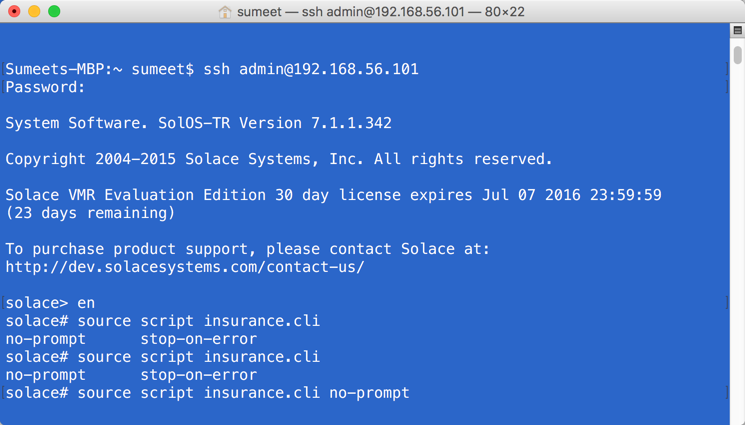 sumeet — ssh admin@192.168.56.101 — 80×22
Sumeets-MBP:~ sumeet$ ssh admin@192.168.56.101
Password:
System Software. SolOS-TR Version 7.1.1.342
Copyright 2004-2015 Solace Systems, Inc. All rights reserved.
Solace VMR Evaluation Edition 30 day license expires Jul 07 2016 23:59:59
(23 days remaining)
To purchase product support, please contact Solace at:
http://dev.solacesystems.com/contact-us/
solace> en
solace# source script insurance.cli
no-prompt      stop-on-error
solace# source script insurance.cli
no-prompt      stop-on-error
solace# source script insurance.cli no-prompt